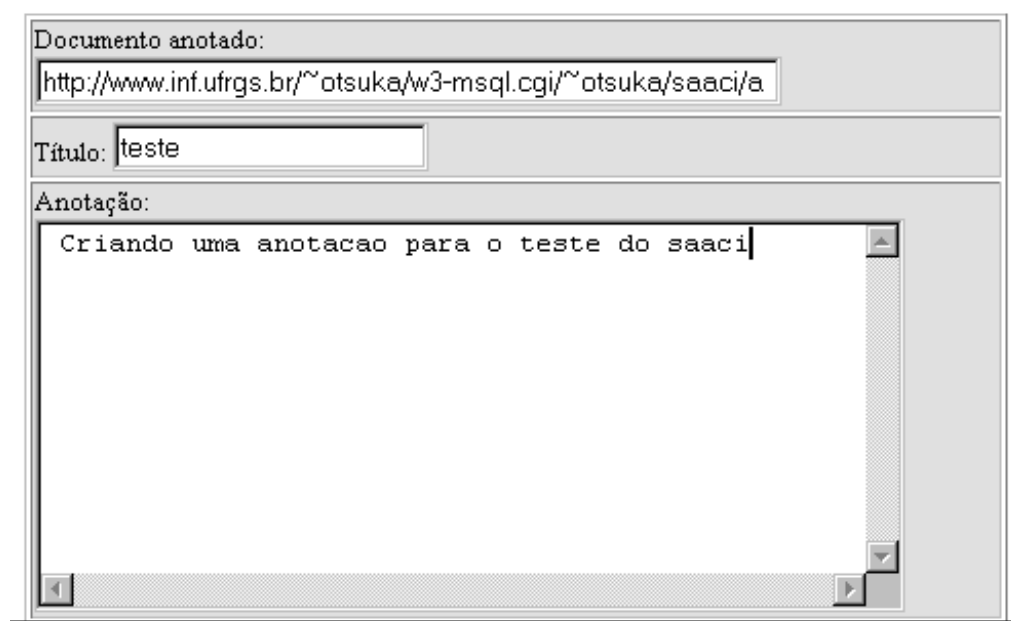 Documento anotado:
http://www.inf.ufrgs.br/~otsuka/w3-msql.cgi/~otsuka/saaci/a
Título: teste
Anotação:
Criando uma anotacao para o teste do saaci